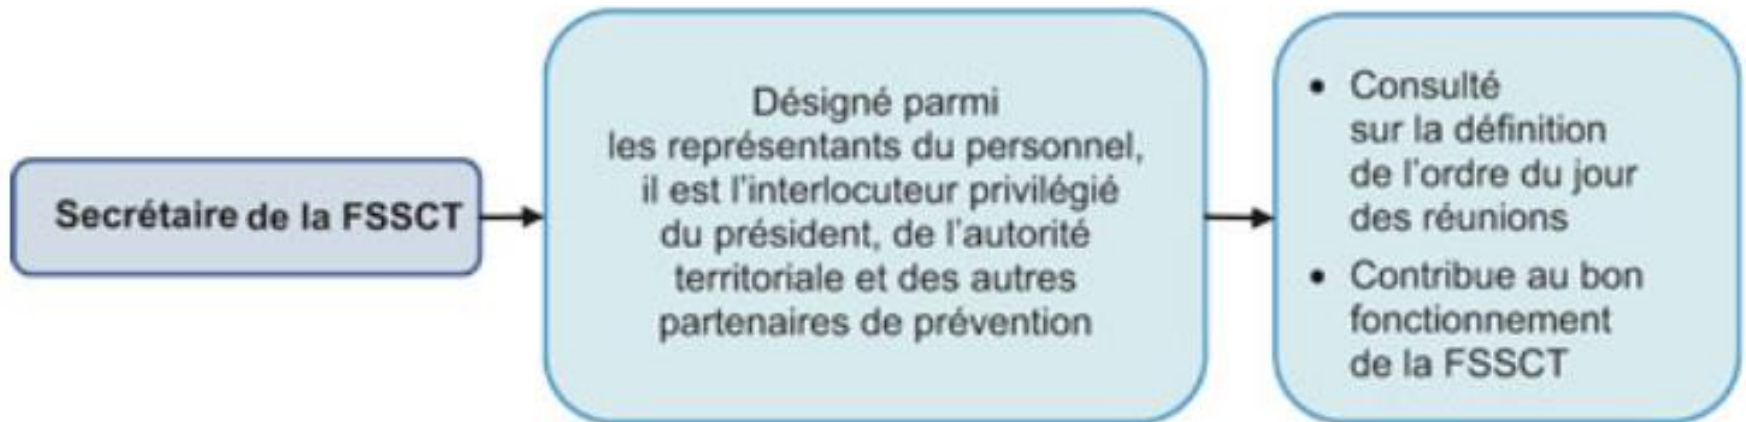 Secrétaire de la FSSCT
Désigné parmi
les représentants du personnel,
il est l'interlocuteur privilégié
du président, de l'autorité
territoriale et des autres
partenaires de prévention
• Consulté
sur la définition
de l'ordre du jour
des réunions
• Contribue au bon
fonctionnement
de la FSSCT